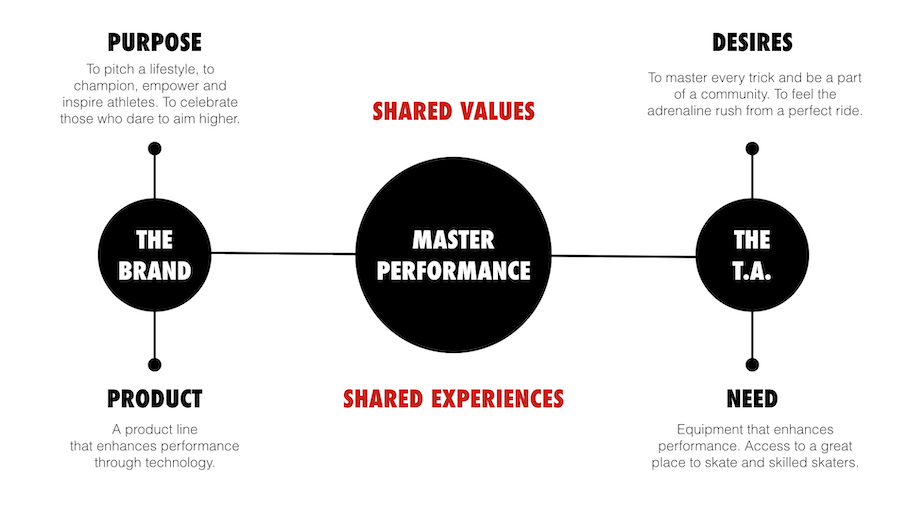 PURPOSE
To pitch a lifestyle, to
champion, empower and
inspire athletes. To celebrate
those who dare to aim higher.
THE
BRAND
PRODUCT
A product line
that enhances performance
through technology.
SHARED VALUES
MASTER
PERFORMANCE
SHARED EXPERIENCES
DESIRES
To master every trick and be a part
of a community. To feel the
adrenaline rush from a perfect ride.
THE
T.A.
NEED
Equipment that enhances
performance. Access to a great
place to skate and skilled skaters.